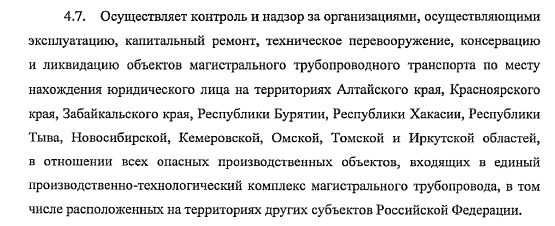 4.7. Осуществляет контроль и надзор за организациями, осуществляющими
эксплуатацию, капитальный ремонт, техническое перевооружение, консервацию
и ликвидацию объектов магистрального трубопроводного транспорта по месту
нахождения юридического лица на территориях Алтайского края, Красноярского
края, Забайкальского края, Республики Бурятии, Республики Хакасии, Республики
Тыва, Новосибирской, Кемеровской, Омской, Томской и Иркутской областей,
в отношении всех опасных производственных объектов, входящих в единый
производственно-технологический комплекс магистрального трубопровода, в том
числе расположенных на территориях других субъектов Российской Федерации.